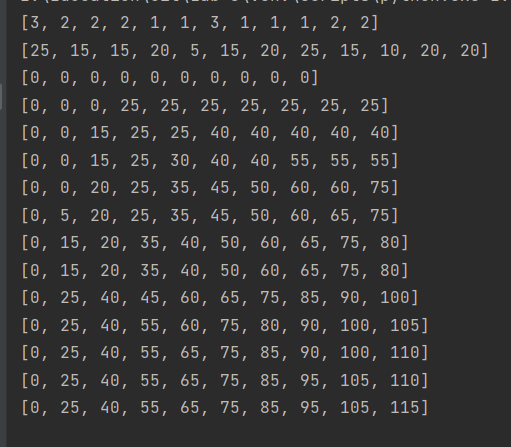 [3, 2, 2, 2, 1, 1, 3, 1, 1, 1, 2, 2]
[25, 15, 15, 20, 5, 15, 20, 25, 15, 10, 20, 20]
[0, 0, 0, 0, 0, 0, 0, 0, 0, 0]
[0, 0, 0, 25, 25, 25, 25, 25, 25, 25]
[0, 0, 15, 25, 25, 40, 40, 40, 40, 40]
[0, 0, 15, 25, 30, 40, 40, 55, 55, 55]
[0, 0, 20, 25, 35, 45, 50, 60, 60, 75]
[0, 5, 20, 25, 35, 45, 50, 60, 65, 75]
[0, 15, 20, 35, 40, 50, 60, 65, 75, 80]
[0, 15, 20, 35, 40, 50, 60, 65, 75, 80]
[0, 25, 40, 45, 60, 65, 75, 85, 90, 100]
[0, 25, 40, 55, 60, 75, 80, 90, 100, 105]
[0, 25, 40, 55, 65, 75, 85, 90, 100, 110]
[0, 25, 40, 55, 65, 75, 85, 95, 105, 110]
[0, 25, 40, 55, 65, 75, 85, 95, 105, 115]